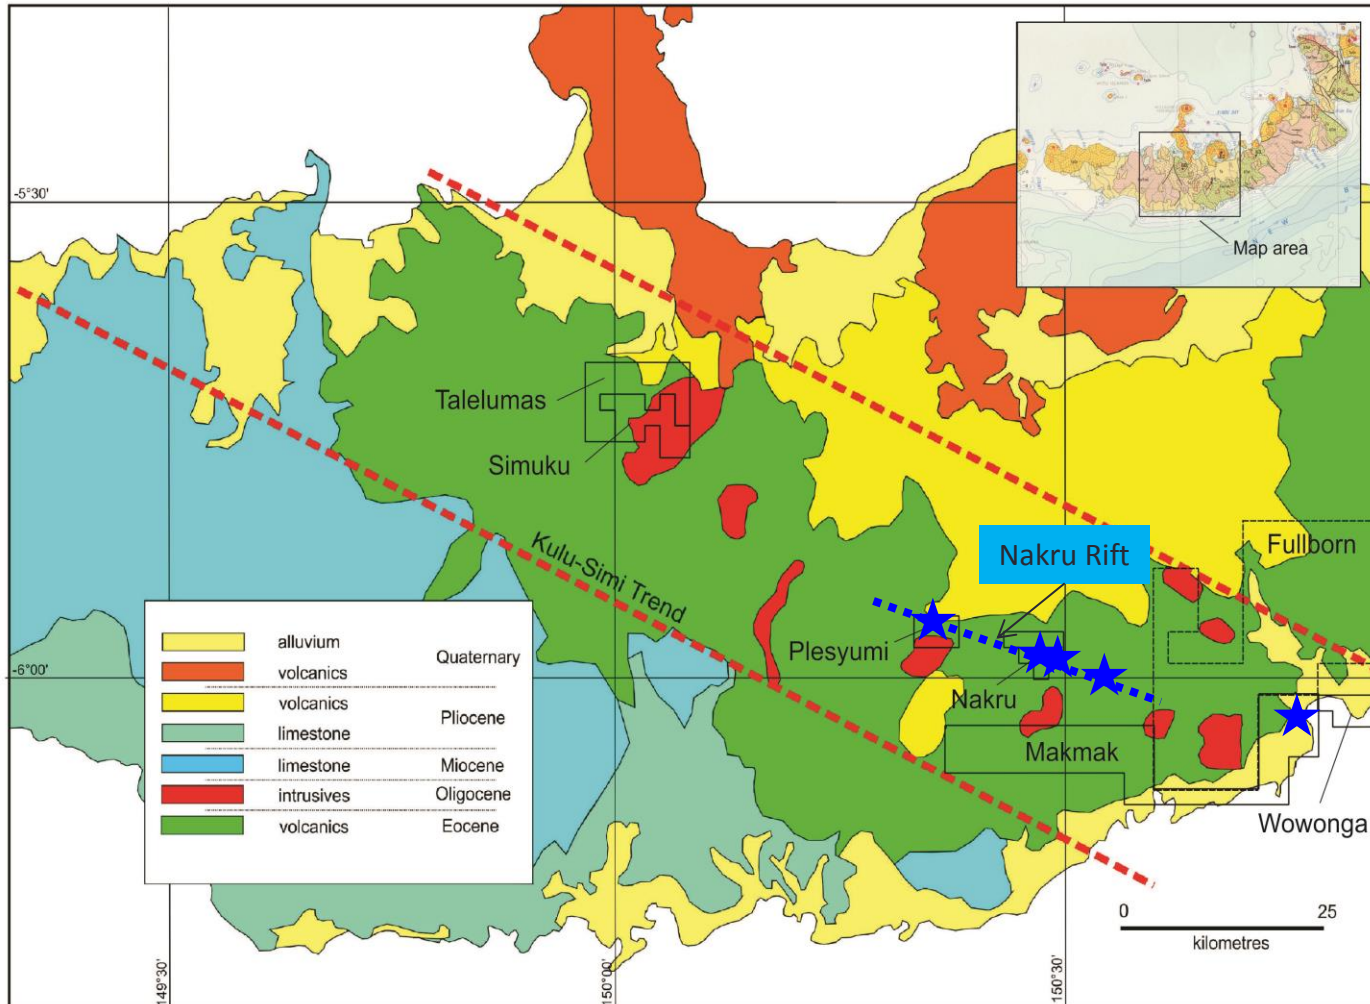 -5°30'
Map area
Talelumas
Simuku
Kulu-Simi Trend
Nakru Rift
Fullborn
Plesyumi
-6°00'
Nakru
Makmak
Wowonga
alluvium
Quaternary
volcanics
volcanics
Pliocene
limestone
limestone
Miocene
intrusives
Oligocene
volcanics
Eocene
0
25
kilometres
149°30'
150°00'
150°30'